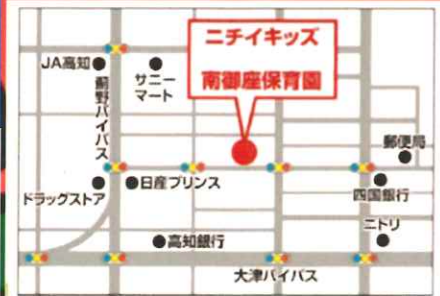 ニチイキッズ
南御座保育園
JA高知
サニー
マート
薊野バイパス
郵便局
ドラッグストア
日産プリンス
四国銀行
ニトリ
高知銀行
大津バイパス